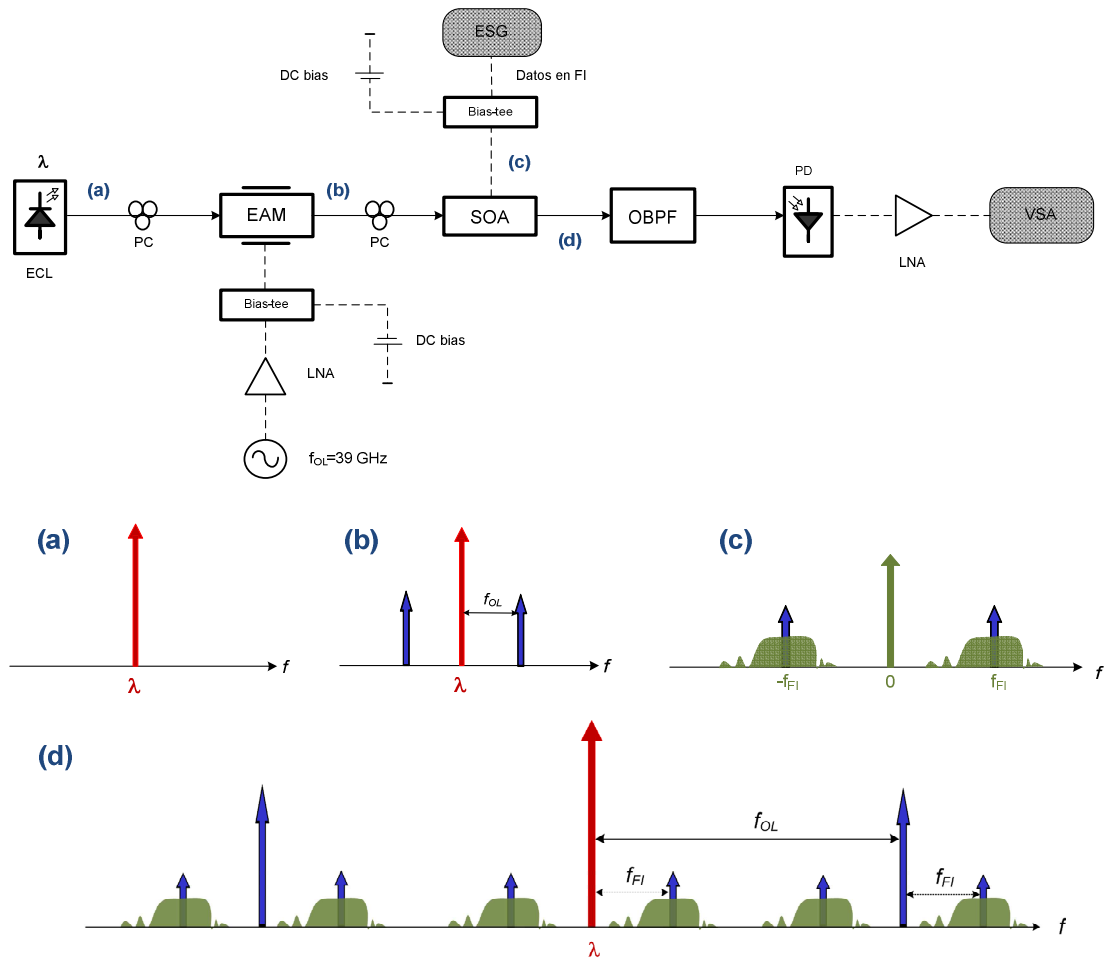 ESG
DC bias
Datos en FI
Bias-tee
(c)
λ
(a)
(b)
PD
EAM
SOA
OBPF
VSA
PC
PC
(d)
ECL
LNA
Bias-tee
DC bias
LNA
fOL=39 GHz
(a)
(b)
(c)
fOL
f
f
f
λ
λ
-fFI
0
fFI
(d)
fOL
fFI
fFI
f
λ